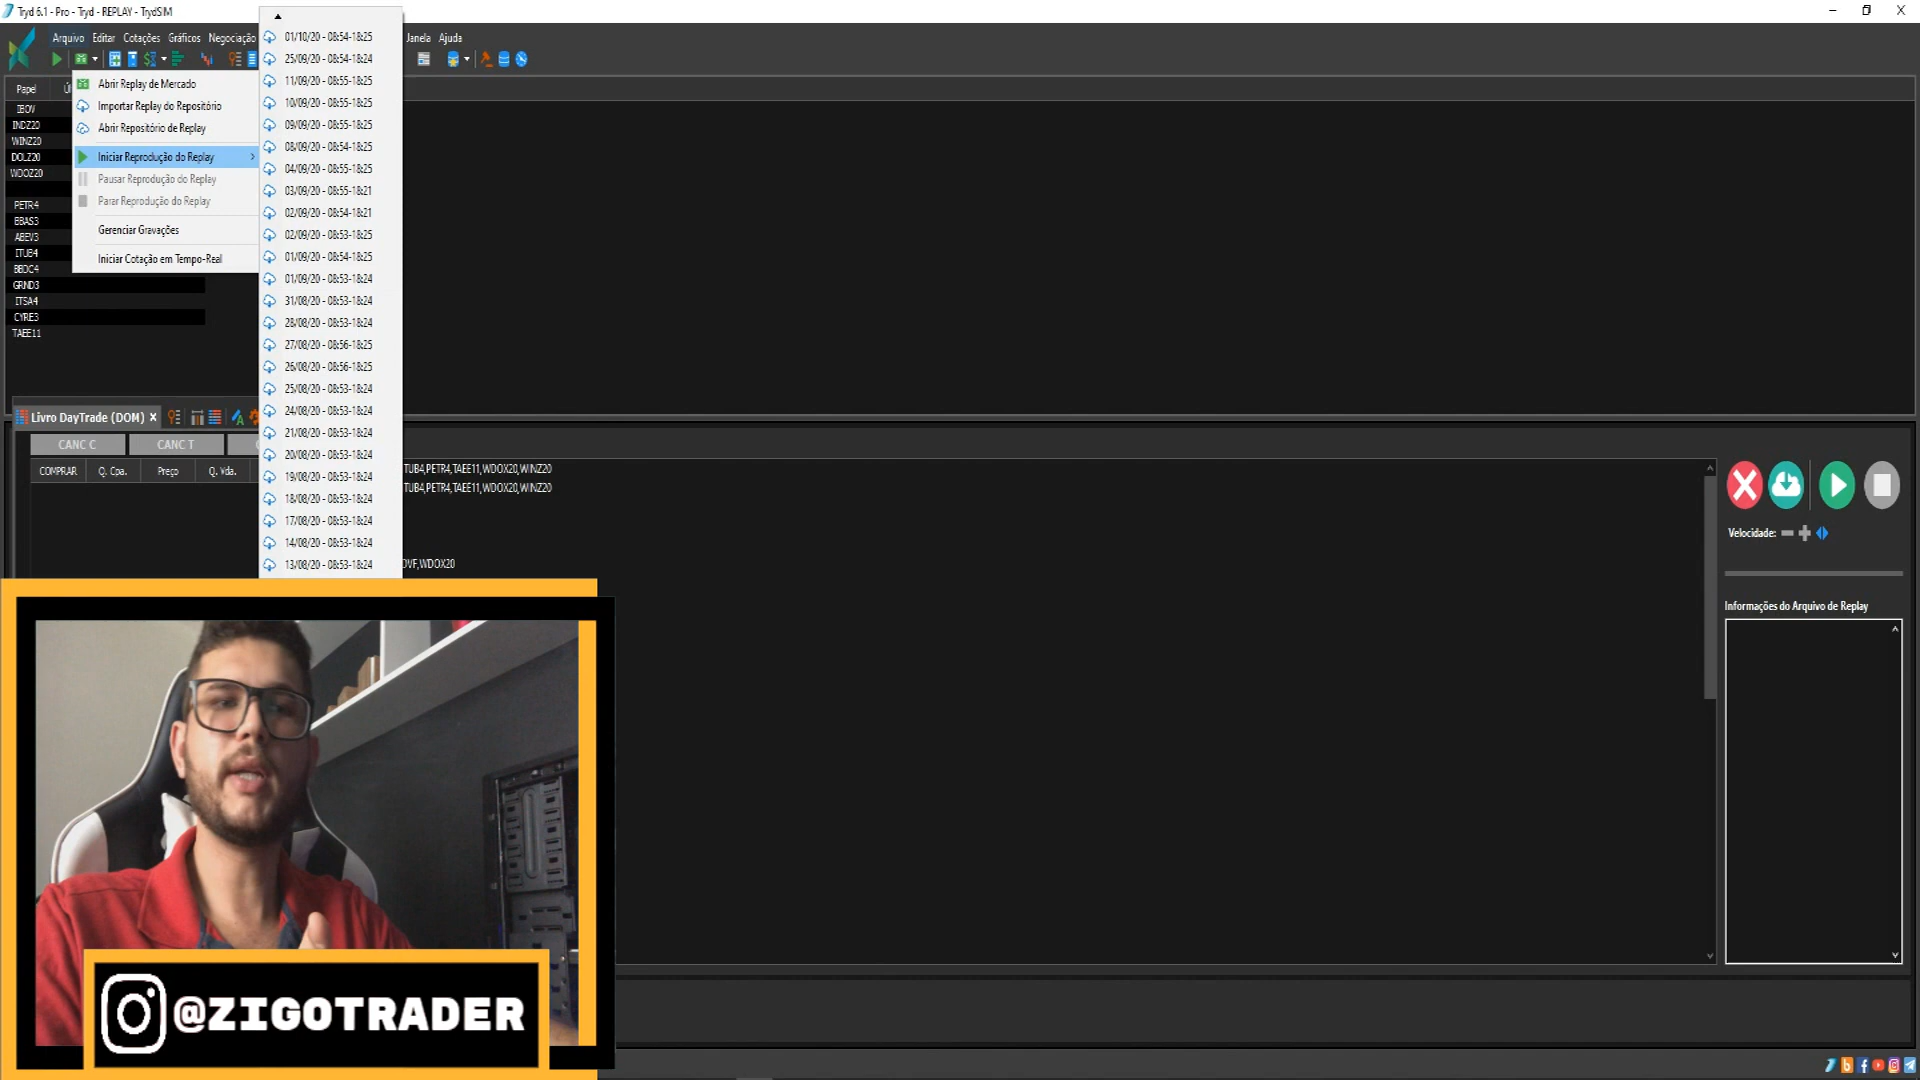 Tryd 6.1 - Pro - Tryd - REPLAY - TrydSIM
Arquivo Editar Cotações Gráficos Negociação Janela Ajuda
Papel
IBOV
INDZ20
WINZ20
DOLZ20
WDOZ20
PETR4
BBAS3
ABEV3
ITUB4
BBDC4
GRND3
ITSA4
CYRE3
TAEE11
Abrir Replay de Mercado
Importar Replay do Repositório
Abrir Repositório de Replay
Iniciar Reprodução do Replay
Pausar Reprodução do Replay
Parar Reprodução do Replay
Gerenciar Gravações
Iniciar Cotação em Tempo-Real
01/10/20 - 08:54-18:25
25/09/20 - 08:54-18:24
11/09/20 - 08:55-18:25
10/09/20 - 08:55-18:25
09/09/20 - 08:55-18:25
08/09/20 - 08:54-18:25
04/09/20 - 08:55-18:25
03/09/20 - 08:55-18:21
02/09/20 - 08:54-18:21
02/09/20 - 08:53-18:25
01/09/20 - 08:54-18:25
01/09/20 - 08:53-18:24
31/08/20 - 08:53-18:24
28/08/20 - 08:53-18:24
27/08/20 - 08:56-18:25
26/08/20 - 08:56-18:25
25/08/20 - 08:53-18:24
24/08/20 - 08:53-18:24
21/08/20 - 08:53-18:24
20/08/20 - 08:53-18:24
19/08/20 - 08:53-18:24
18/08/20 - 08:53-18:24
17/08/20 - 08:53-18:24
14/08/20 - 08:53-18:24
13/08/20 - 08:53-18:24
Livro DayTrade (DOM)
CANC C CANC T
COMPRAR Q. Cpa. Preço Q. Vda.
TUB4,PETR4,TAEE11,WDOX20,WINZ20
TUB4,PETR4,TAEE11,WDOX20,WINZ20
OVF,WDOX20
Velocidade:
Informações do Arquivo de Replay
@ZIGOTRADER